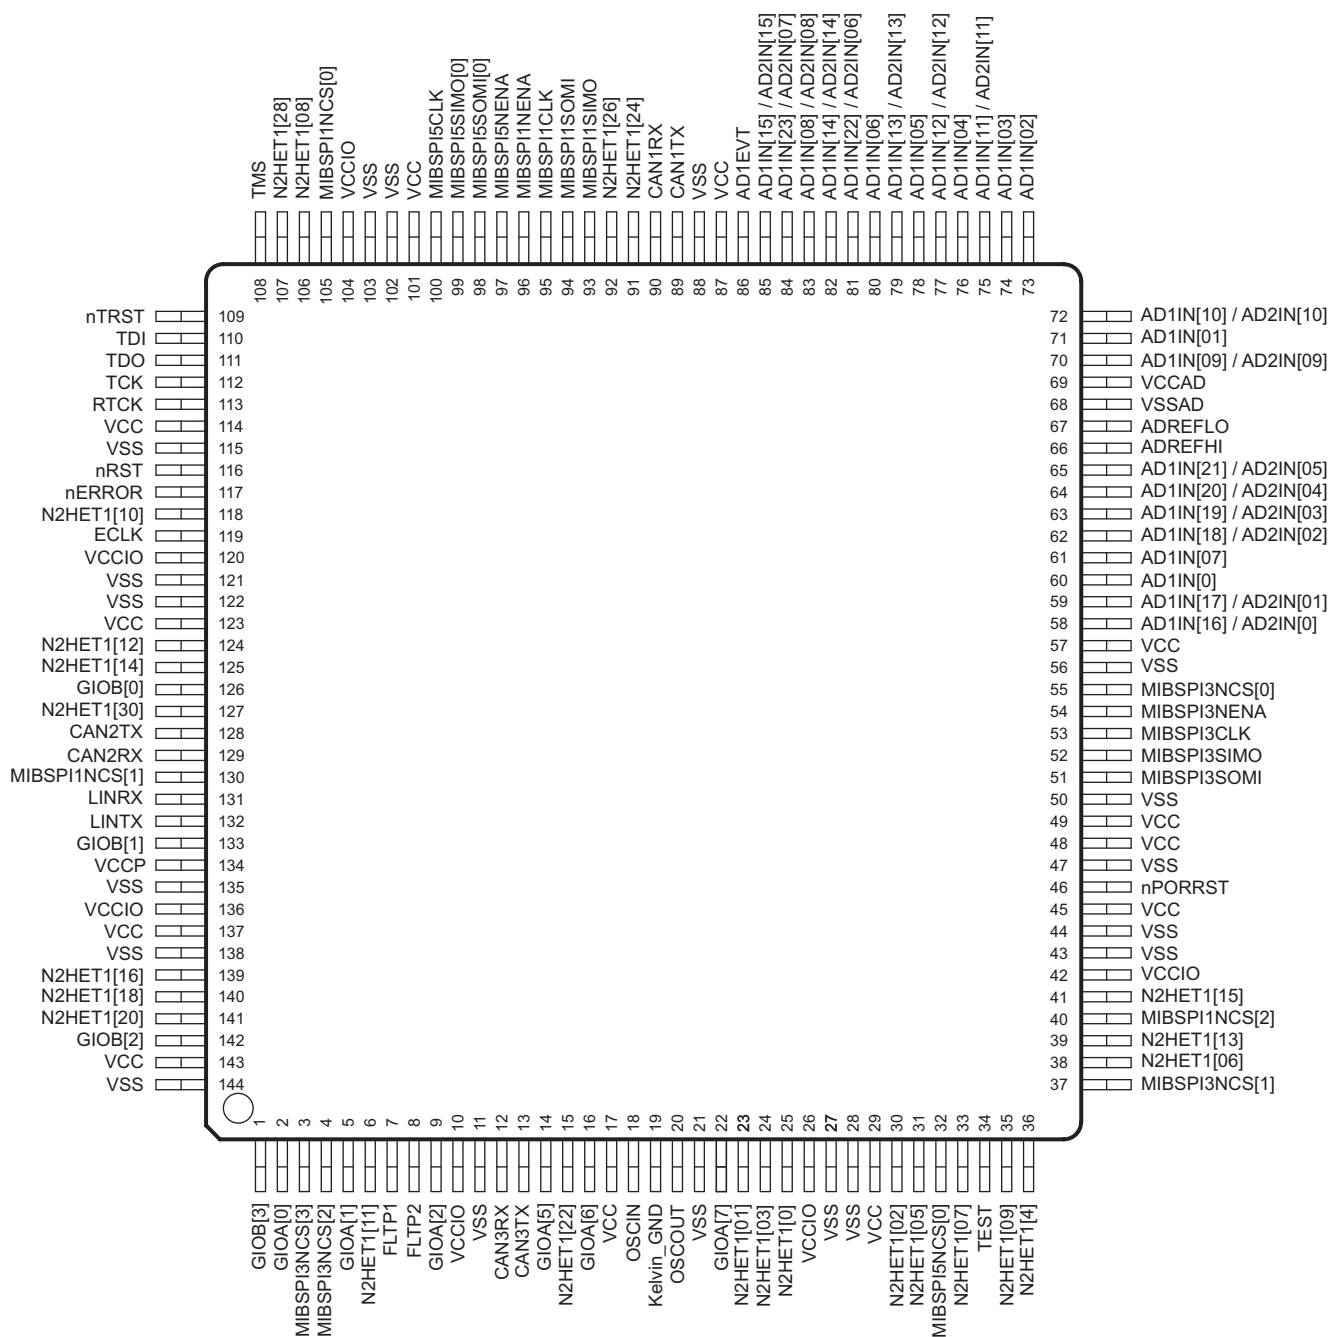 TMS
N2HET1[28]
N2HET1[08]
MIBSPI1NCS[0]
VCCIO
VSS
VSS
VCC
MIBSPI5CLK
MIBSPI5SIMO[0]
MIBSPI5SOMI[0]
MIBSPI5NENA
MIBSPI1NENA
MIBSPI1CLK
MIBSPI1SOMI
MIBSPI1SIMO
N2HET1[26]
N2HET1[24]
CAN1RX
CAN1TX
VSS
VCC
AD1EVT
AD1IN[15] / AD2IN[15]
AD1IN[23] / AD2IN[07]
AD1IN[08] / AD2IN[08]
AD1IN[14] / AD2IN[14]
AD1IN[22] / AD2IN[06]
AD1IN[06]
AD1IN[13] / AD2IN[13]
AD1IN[05]
AD1IN[12] / AD2IN[12]
AD1IN[04]
AD1IN[11] / AD2IN[11]
AD1IN[03]
AD1IN[02]
108
107
106
105
104
103
102
101
100
99
98
97
96
95
94
93
92
91
90
89
88
87
86
85
84
83
82
81
80
79
78
77
76
75
74
73
nTRST 109
TDI 110
TDO 111
TCK 112
RTCK 113
VCC 114
VSS 115
nRST 116
nERROR 117
N2HET1[10] 118
ECLK 119
VCCIO 120
VSS 121
VSS 122
VCC 123
N2HET1[12] 124
N2HET1[14] 125
GIOB[0] 126
N2HET1[30] 127
CAN2TX 128
CAN2RX 129
MIBSPI1NCS[1] 130
LINRX 131
LINTX 132
GIOB[1] 133
VCCP 134
VSS 135
VCCIO 136
VCC 137
VSS 138
N2HET1[16] 139
N2HET1[18] 140
N2HET1[20] 141
GIOB[2] 142
VCC 143
VSS 144
72 AD1IN[10] / AD2IN[10]
71 AD1IN[01]
70 AD1IN[09] / AD2IN[09]
69 VCCAD
68 VSSAD
67 ADREFLO
66 ADREFHI
65 AD1IN[21] / AD2IN[05]
64 AD1IN[20] / AD2IN[04]
63 AD1IN[19] / AD2IN[03]
62 AD1IN[18] / AD2IN[02]
61 AD1IN[07]
60 AD1IN[0]
59 AD1IN[17] / AD2IN[01]
58 AD1IN[16] / AD2IN[0]
57 VCC
56 VSS
55 MIBSPI3NCS[0]
54 MIBSPI3NENA
53 MIBSPI3CLK
52 MIBSPI3SIMO
51 MIBSPI3SOMI
50 VSS
49 VCC
48 VCC
47 VSS
46 nPORRST
45 VCC
44 VSS
43 VSS
42 VCCIO
41 N2HET1[15]
40 MIBSPI1NCS[2]
39 N2HET1[13]
38 N2HET1[06]
37 MIBSPI3NCS[1]
1
2
3
4
5
6
7
8
9
10
11
12
13
14
15
16
17
18
19
20
21
22
23
24
25
26
27
28
29
30
31
32
33
34
35
36
GIOB[3]
GIOA[0]
MIBSPI3NCS[3]
MIBSPI3NCS[2]
GIOA[1]
N2HET1[11]
FLTP1
FLTP2
GIOA[2]
VCCIO
VSS
CAN3RX
CAN3TX
GIOA[5]
N2HET1[22]
GIOA[6]
VCC
OSCIN
Kelvin_GND
OSCOUT
VSS
GIOA[7]
N2HET1[01]
N2HET1[03]
N2HET1[0]
VCCIO
VSS
VSS
VCC
N2HET1[02]
N2HET1[05]
MIBSPI5NCS[0]
N2HET1[07]
TEST
N2HET1[09]
N2HET1[4]